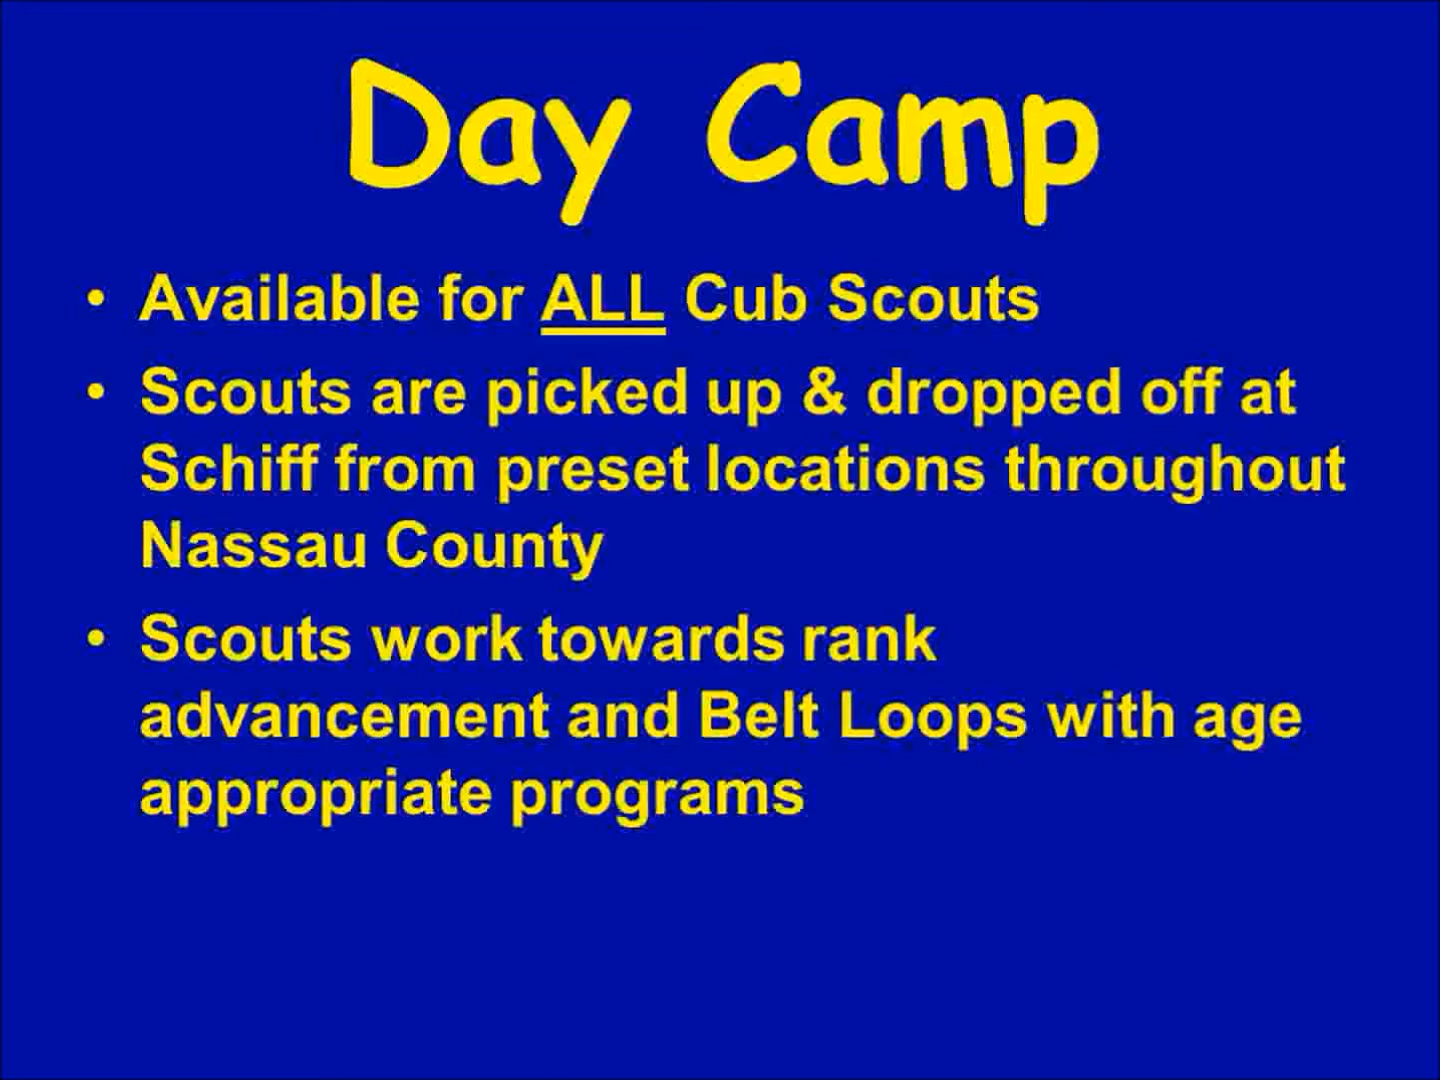 Day Camp
• Available for ALL Cub Scouts
• Scouts are picked up & dropped off at
Schiff from preset locations throughout
Nassau County
• Scouts work towards rank
advancement and Belt Loops with age
appropriate programs